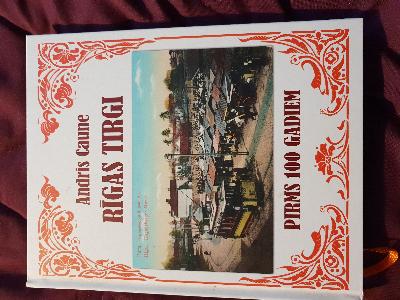 Andris Caune
RĪGAS TIRGI
PIRMS 100 GADIEM